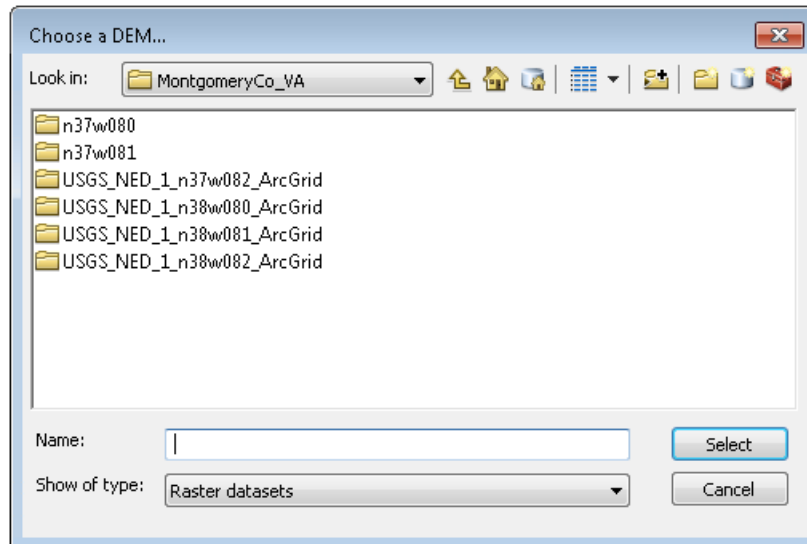 Choose a DEM...
Look in: MontgomeryCo_VA
n37w080
n37w081
USGS_NED_1_n37w082_ArcGrid
USGS_NED_1_n38w080_ArcGrid
USGS_NED_1_n38w081_ArcGrid
USGS_NED_1_n38w082_ArcGrid
Name: Select
Show of type: Raster datasets Cancel